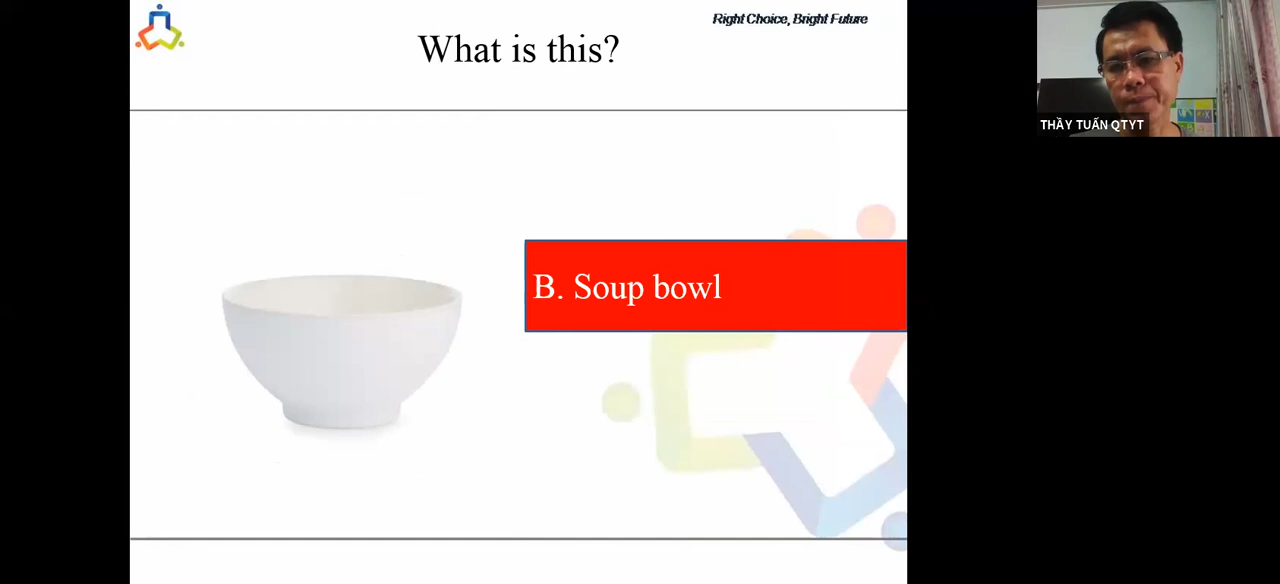 Right Choice, Bright Future
What is this?
THẦY TUẤN QTYT
B. Soup bowl